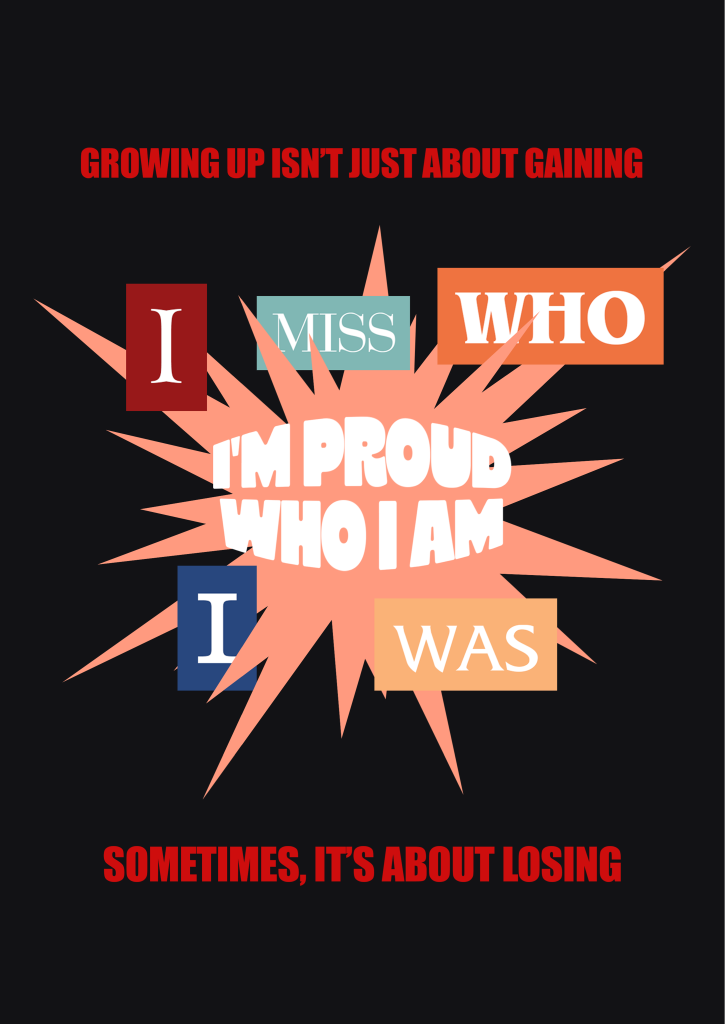 GROWING UP ISN’T JUST ABOUT GAINING
I MISS WHO
I'M PROUD
WHO I AM
I WAS
SOMETIMES, IT’S ABOUT LOSING